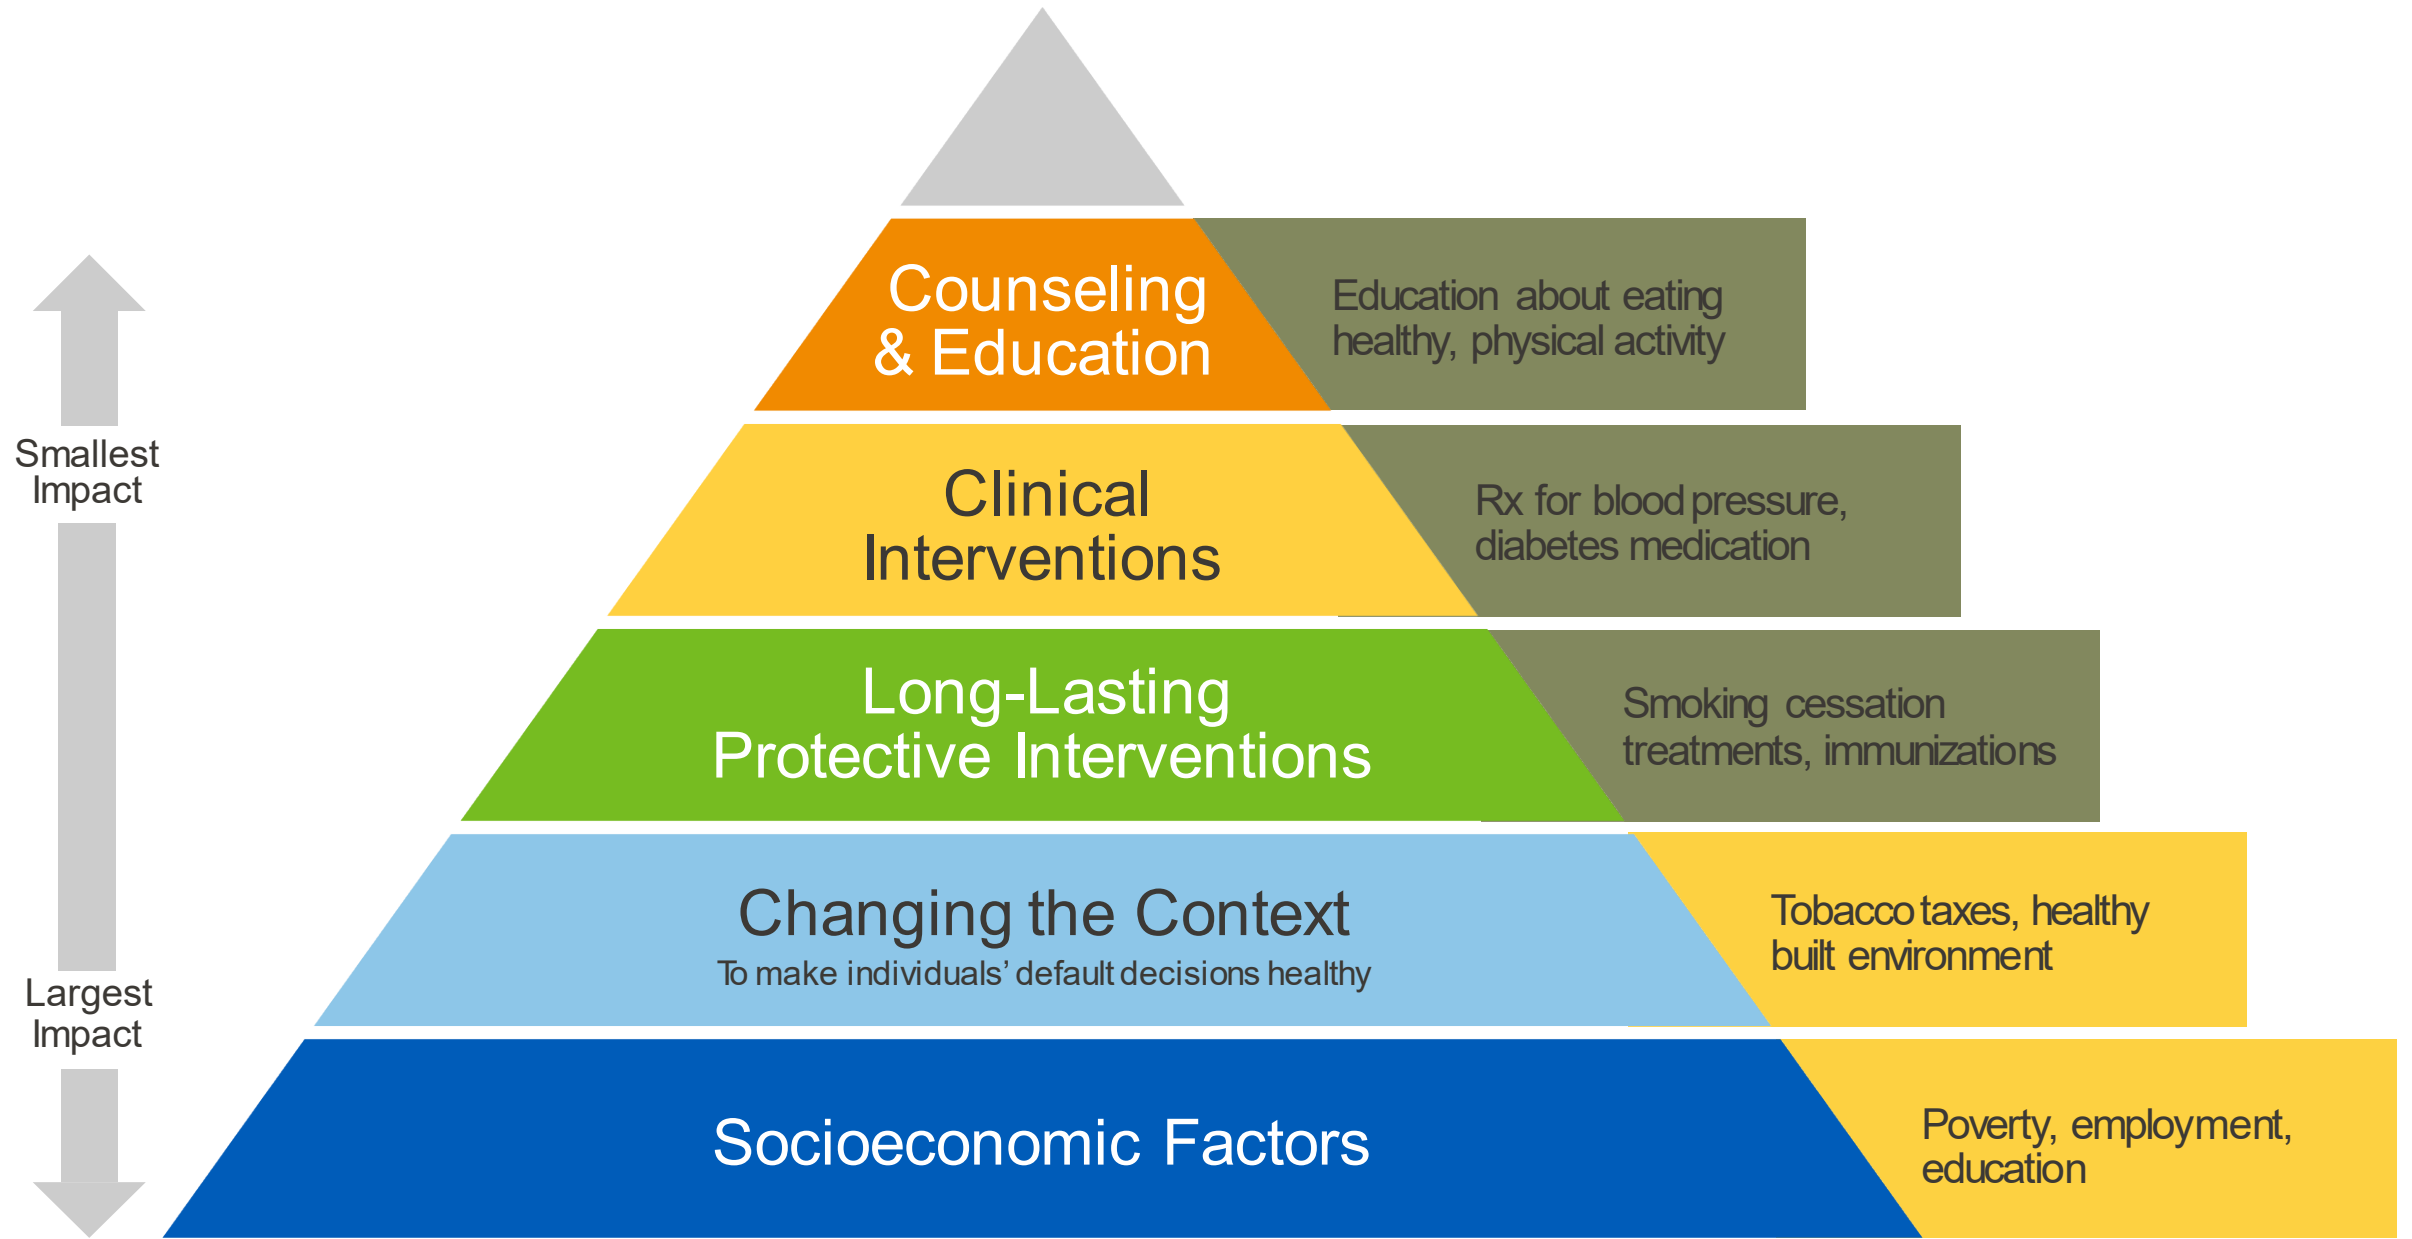 Counseling
& Education
Education about eating
healthy, physical activity
Smallest
Impact
Clinical
Interventions
Rx for blood pressure,
diabetes medication
Long-Lasting
Protective Interventions
Smoking cessation
treatments, immunizations
Changing the Context
To make individuals’ default decisions healthy
Tobacco taxes, healthy
built environment
Largest
Impact
Socioeconomic Factors
Poverty, employment,
education